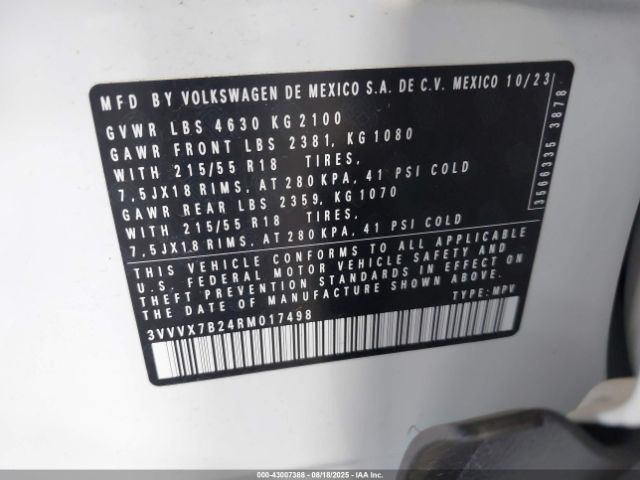 MFD BY VOLKSWAGEN DE MEXICO S.A. DE C.V. MEXICO 10/23
GVWR LBS 4630 KG 2100
GAWR FRONT LBS 2381, KG1080
WITH 215/55 R18 TIRES,
7,5JX18 RIMS, AT 280 KPA, 41 PSI COLD
GAWR REAR LBS 2359, KG1070
WITH 215/55 R18 TIRES,
7,5JX18 RIMS, AT 280 KPA, 41 PSI COLD
THIS VEHICLE CONFORMS TO ALL APPLICABLE
U.S. FEDERAL MOTOR VEHICLE SAFETY AND
THEFT PREVENTION STANDARDS IN EFFECT ON
THE DATE OF MANUFACTURE SHOWN ABOVE.
3VVVX7B24RM017498 TYPE: MPV
3566335 3878
000-43007388 - 08/18/2025 - IAA Inc.